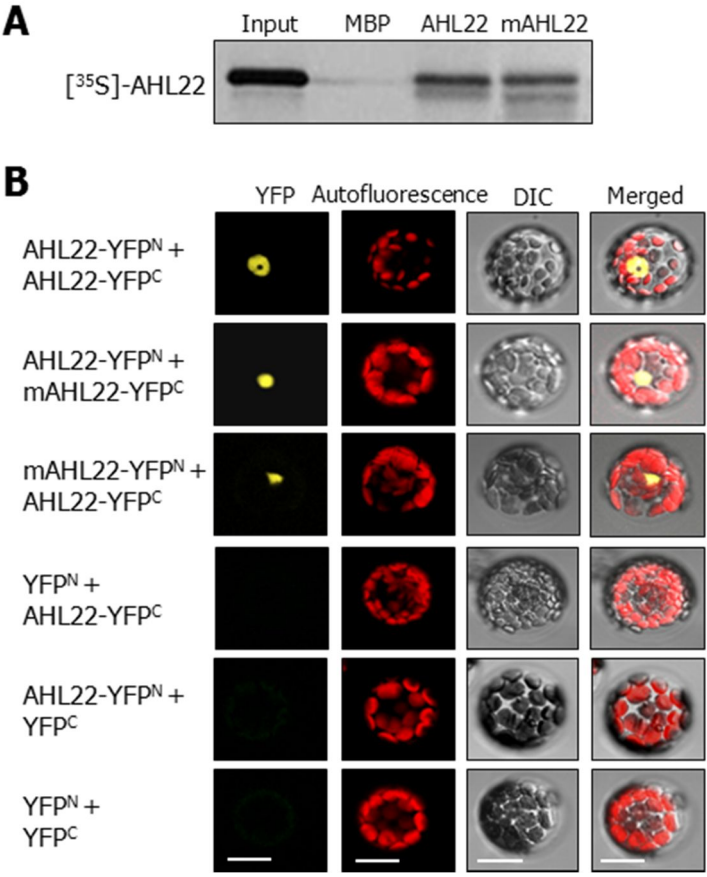 A
Input MBP AHL22 mAHL22
[³⁵S]-AHL22
B
YFP Autofluorescence DIC Merged
AHL22-YFPᴺ +
AHL22-YFPᶜ
AHL22-YFPᴺ +
mAHL22-YFPᶜ
mAHL22-YFPᴺ +
AHL22-YFPᶜ
YFPᴺ +
AHL22-YFPᶜ
AHL22-YFPᴺ +
YFPᶜ
YFPᴺ +
YFPᶜ